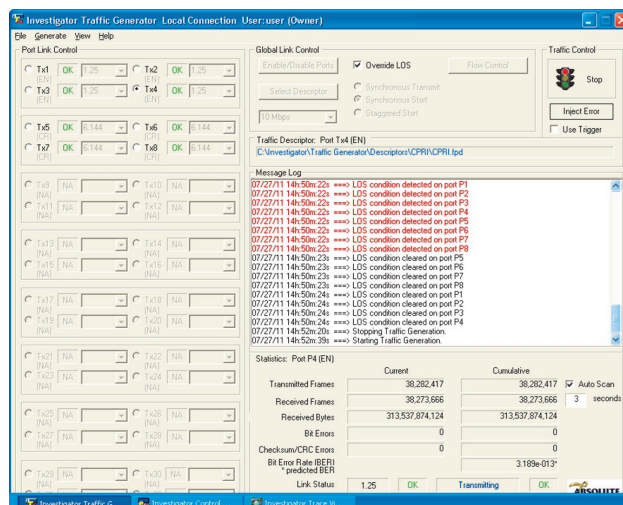 Investigator Traffic Generator Local Connection User:user (Owner)
File Generate View Help
Port Link Control
Tx1 OK 1.25 Tx2 OK 1.25
(EN) (EN)
Tx3 OK 1.25 Tx4 OK 1.25
(EN) (EN)
Tx5 OK 6.144 Tx6 OK 6.144
(CR) (CR)
Tx7 OK 6.144 Tx8 OK 6.144
(CR) (CR)
Tx9 NA Tx10 NA
(NA) (NA)
Tx11 NA Tx12 NA
(NA) (NA)
Tx13 NA Tx14 NA
(NA) (NA)
Tx15 NA Tx16 NA
(NA) (NA)
Tx17 NA Tx18 NA
(NA) (NA)
Tx19 NA Tx20 NA
(NA) (NA)
Tx21 NA Tx22 NA
(NA) (NA)
Tx23 NA Tx24 NA
(NA) (NA)
Tx25 NA Tx26 NA
(NA) (NA)
Tx27 NA Tx28 NA
(NA) (NA)
Tx29 NA Tx30 NA
(NA) (NA)
Global Link Control
Enable/Disable Ports Override LOS Flow Control
Select Descriptor Synchronous Transmit
Synchronous Start
10 Mbps Staggered Start
Traffic Control
Stop
Inject Error
Use Trigger
Traffic Descriptor: Port Tx4 (EN)
C:\Investigator\Traffic Generator\Descriptors\CPRI\CPRI.fpd
Message Log
07/27/11 14h:50m:22s ===> LOS condition detected on port P1
07/27/11 14h:50m:22s ===> LOS condition detected on port P2
07/27/11 14h:50m:22s ===> LOS condition detected on port P3
07/27/11 14h:50m:22s ===> LOS condition detected on port P4
07/27/11 14h:50m:22s ===> LOS condition detected on port P5
07/27/11 14h:50m:22s ===> LOS condition detected on port P6
07/27/11 14h:50m:22s ===> LOS condition detected on port P7
07/27/11 14h:50m:22s ===> LOS condition detected on port P8
07/27/11 14h:50m:23s ===> LOS condition cleared on port P5
07/27/11 14h:50m:23s ===> LOS condition cleared on port P6
07/27/11 14h:50m:23s ===> LOS condition cleared on port P7
07/27/11 14h:50m:23s ===> LOS condition cleared on port P8
07/27/11 14h:50m:24s ===> LOS condition cleared on port P1
07/27/11 14h:50m:24s ===> LOS condition cleared on port P2
07/27/11 14h:50m:24s ===> LOS condition cleared on port P3
07/27/11 14h:50m:24s ===> LOS condition cleared on port P4
07/27/11 14h:52m:20s ===> Stopping Traffic Generation.
07/27/11 14h:52m:39s ===> Starting Traffic Generation.
Statistics: Port P4 (EN)
Current Cumulative
Transmitted Frames 38,282,417 38,282,417 Auto Scan
Received Frames 38,273,666 38,273,666 3 seconds
Received Bytes 313,537,874,124 313,537,874,124
Bit Errors 0 0
Checksum/CRC Errors 0 0
Bit Error Rate (BER) 3.189e-013*
* predicted BER
Link Status 1.25 OK Transmitting OK ABSOLUTE
Investigator Traffic G... Investigator Control Investigator Trace Vi...